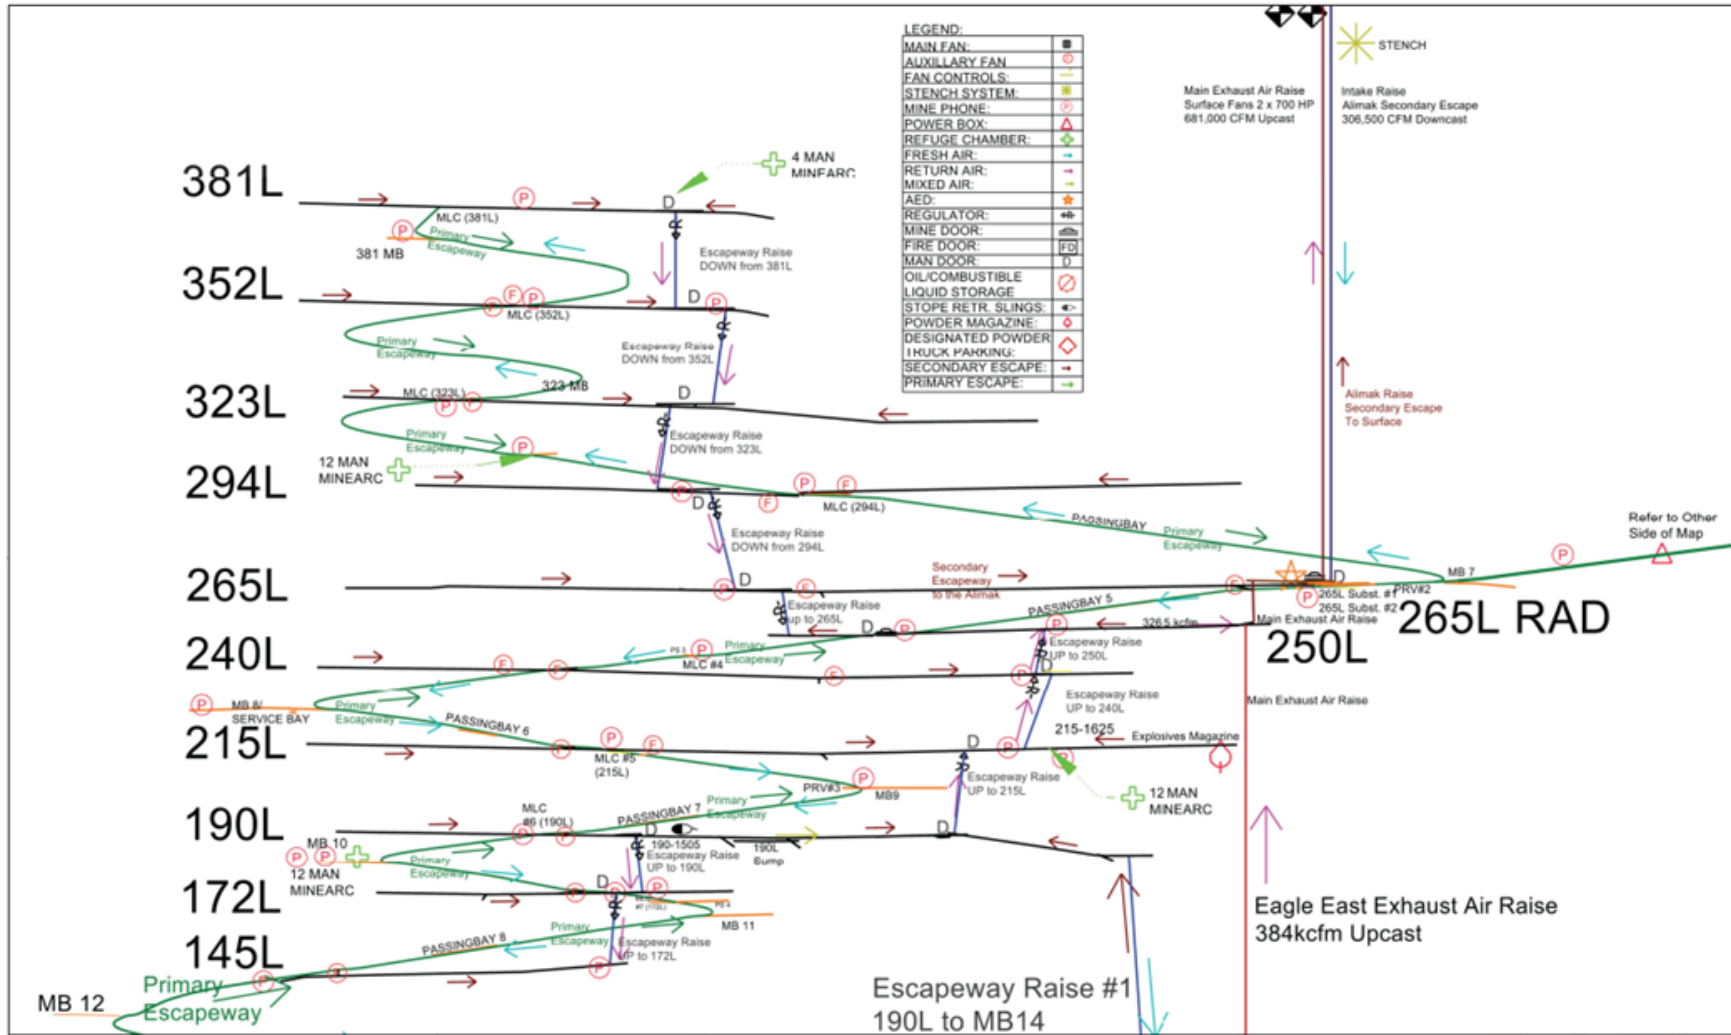 LEGEND:
MAIN FAN:
AUXILLARY FAN
FAN CONTROLS:
STENCH SYSTEM:
MINE PHONE:
POWER BOX:
REFUGE CHAMBER:
FRESH AIR:
RETURN AIR:
MIXED AIR:
AED:
REGULATOR:
MINE DOOR:
FIRE DOOR:
FD
MAN DOOR:
D
OIL/COMBUSTIBLE
LIQUID STORAGE
STOPE RETR. SLINGS:
POWDER MAGAZINE:
DESIGNATED POWDER
TRUCK PARKING:
SECONDARY ESCAPE:
PRIMARY ESCAPE:
STENCH
Main Exhaust Air Raise
Surface Fans 2 x 700 HP
681,000 CFM Upcast
Intake Raise
Alimak Secondary Escape
306,500 CFM Downcast
4 MAN
MINEARC
381L
MLC (381L)
D
P
P
Primary
Escapeway
381 MB
Escapeway Raise
DOWN from 381L
352L
F
F
P
MLC (352L)
D
P
Primary
Escapeway
Escapeway Raise
DOWN from 352L
323 MB
323L
MLC (323L)
P
F
D
Primary
Escapeway
P
Escapeway Raise
DOWN from 323L
Alimak Raise
Secondary Escape
To Surface
12 MAN
MINEARC
294L
P
D
F
P
F
MLC (294L)
PASSINGBAY
Primary
Escapeway
Escapeway Raise
DOWN from 294L
Refer to Other
Side of Map
P
265L
P
D
F
Secondary
Escapeway
to the Alimak
F
D
P
MB 7
PRV#2
265L Subst. #1
265L Subst. #2
265L RAD
PASSINGBAY 5
Escapeway Raise
up to 265L
D
P
P
326.5 kcfm
Main Exhaust Air Raise
250L
Escapeway Raise
UP to 250L
240L
F
F
P
MLC #4
Primary
Escapeway
F
P
D
Escapeway Raise
UP to 240L
Main Exhaust Air Raise
P
MB 8/
SERVICE BAY
Primary
Escapeway
PASSINGBAY 6
215L
F
P
F
MLC #5
(215L)
D
P
215-1625
P
Explosives Magazine
PRV#3
P
MB9
Escapeway Raise
UP to 215L
12 MAN
MINEARC
Primary
Escapeway
PASSINGBAY 7
190L
MLC
#6 (190L)
P
F
D
190-1505
190L
Sump
D
MB 10
P
P
12 MAN
MINEARC
Primary
Escapeway
Escapeway Raise
UP to 190L
172L
F
D
P
P
MB 11
Primary
Escapeway
PASSINGBAY 8
Escapeway Raise
UP to 172L
145L
P
F
P
Primary
Escapeway
MB 12
Eagle East Exhaust Air Raise
384kcfm Upcast
Escapeway Raise #1
190L to MB14